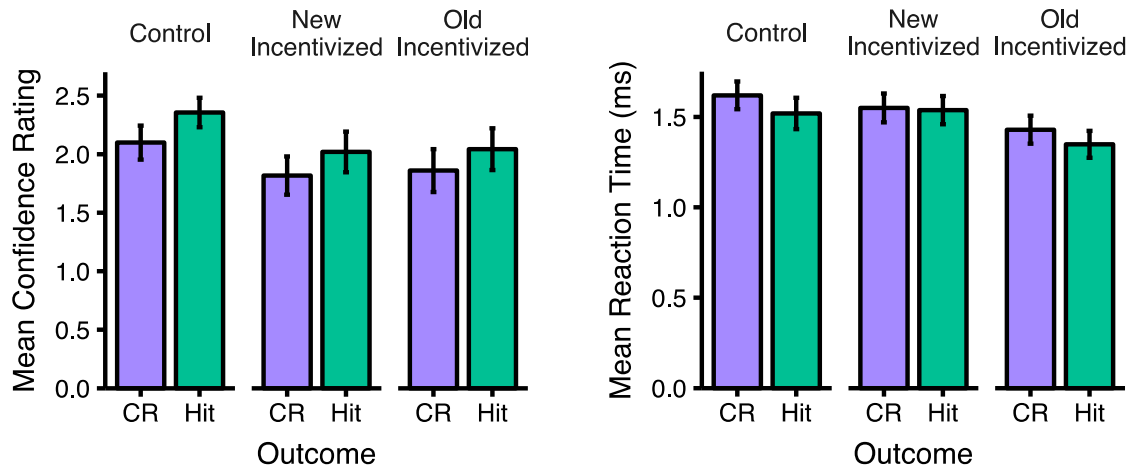 Control
New
Incentivized
Old
Incentivized
Mean Confidence Rating
2.5
2.0
1.5
1.0
0.5
0.0
CR Hit
CR Hit
CR Hit
Outcome
Control
New
Incentivized
Old
Incentivized
Mean Reaction Time (ms)
1.5
1.0
1.5
0.0
CR Hit
CR Hit
CR Hit
Outcome